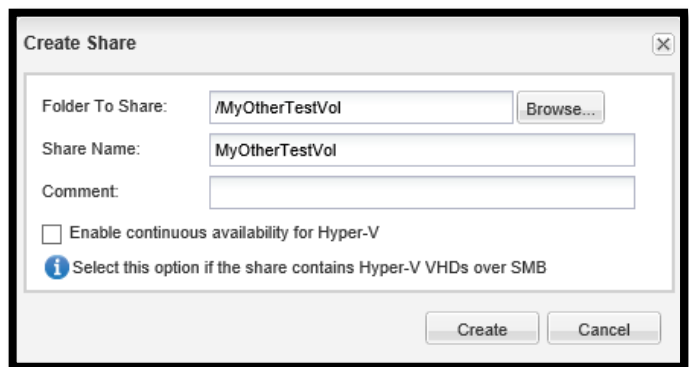 Create Share
Folder To Share: /MyOtherTestVol Browse...
Share Name: MyOtherTestVol
Comment:
Enable continuous availability for Hyper-V
Select this option if the share contains Hyper-V VHDs over SMB
Create Cancel